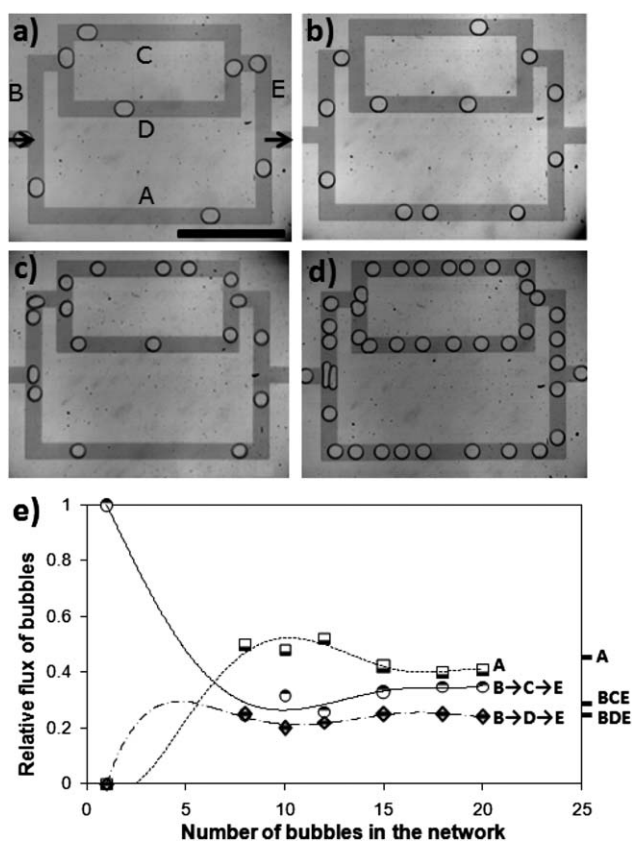 a)
b)
C
B
E
D
A
c)
d)
e)
1
0.8
0.6
0.4
0.2
0
Relative flux of bubbles
A
B→C→E
B→D→E
A
BCE
BDE
0 5 10 15 20 25
Number of bubbles in the network